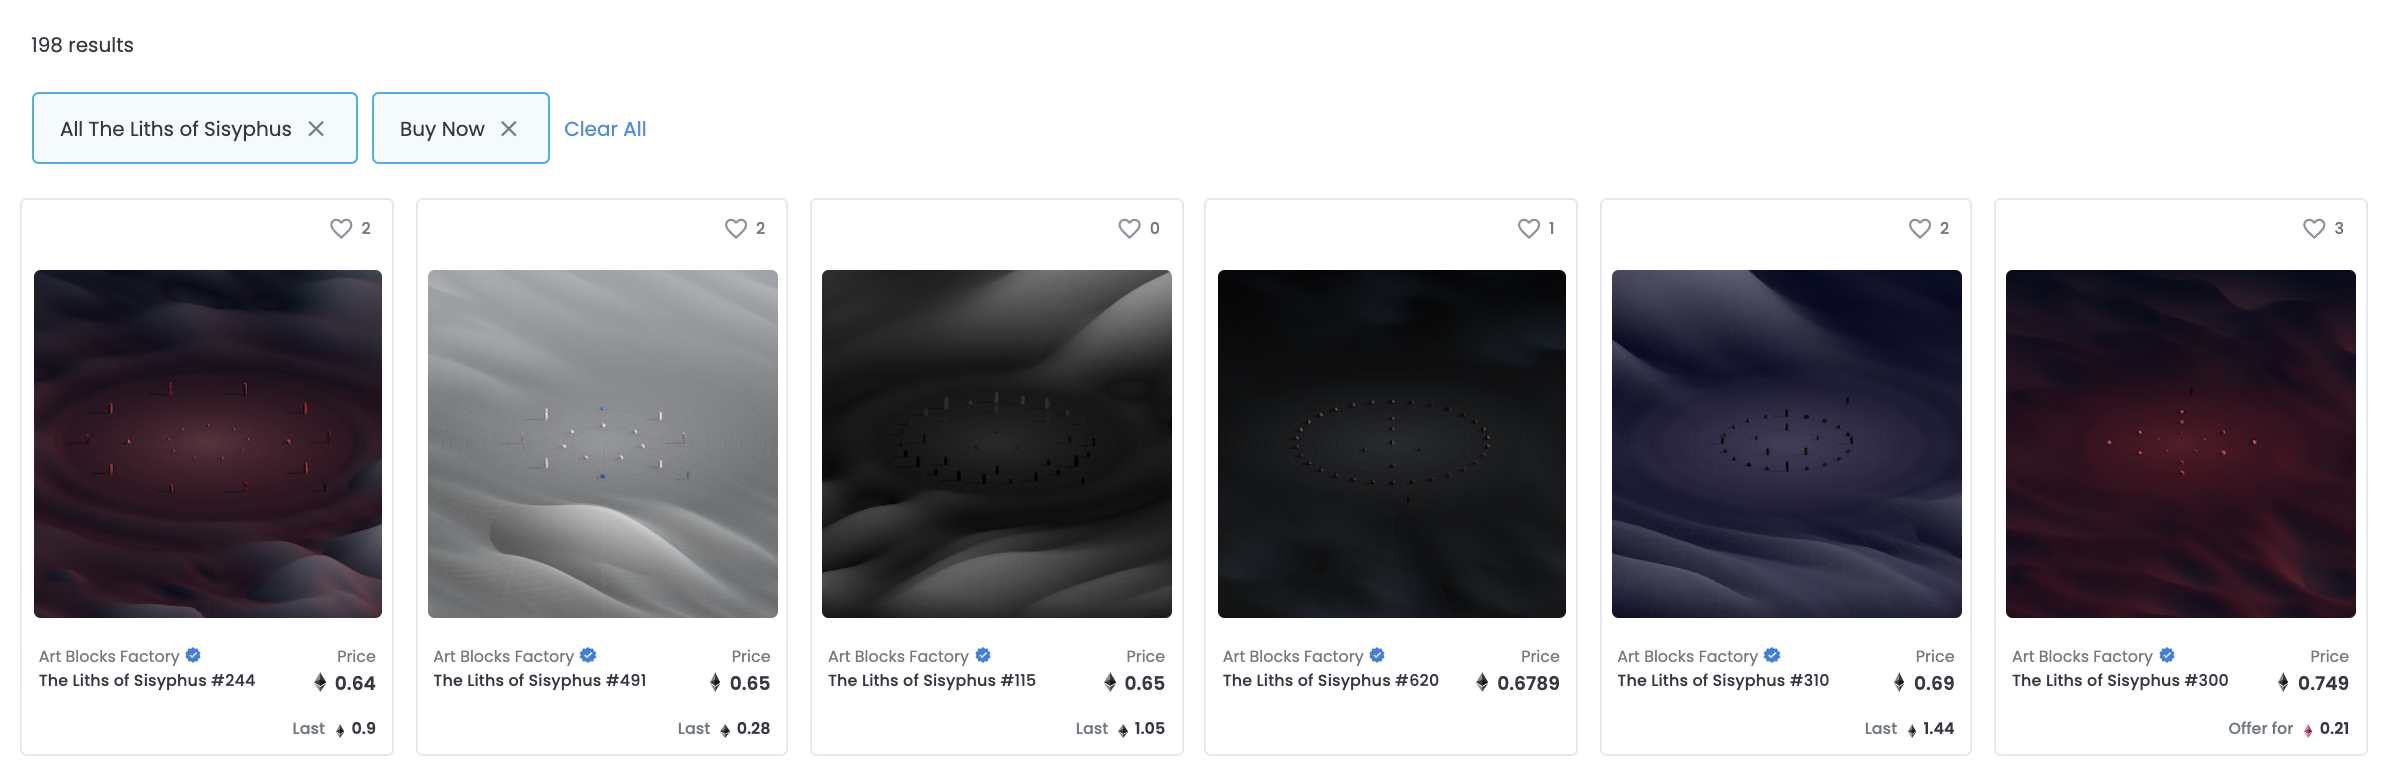 198 results
All The Liths of Sisyphus
Buy Now
Clear All
2
2
0
1
2
3
Art Blocks Factory
Price
The Liths of Sisyphus #244
0.64
Last 0.9
Art Blocks Factory
Price
The Liths of Sisyphus #491
0.65
Last 0.28
Art Blocks Factory
Price
The Liths of Sisyphus #115
0.65
Last 1.05
Art Blocks Factory
Price
The Liths of Sisyphus #620
0.6789
Art Blocks Factory
Price
The Liths of Sisyphus #310
0.69
Last 1.44
Art Blocks Factory
Price
The Liths of Sisyphus #300
0.749
Offer for 0.21